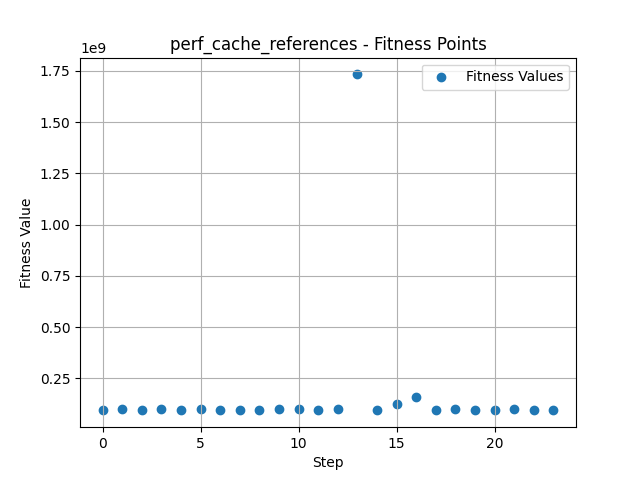 perf_cache_references - Fitness Points
1e9
Fitness Values
1.75
1.50
1.25
1.00
0.75
0.50
0.25
Fitness Value
0 5 10 15 20
Step